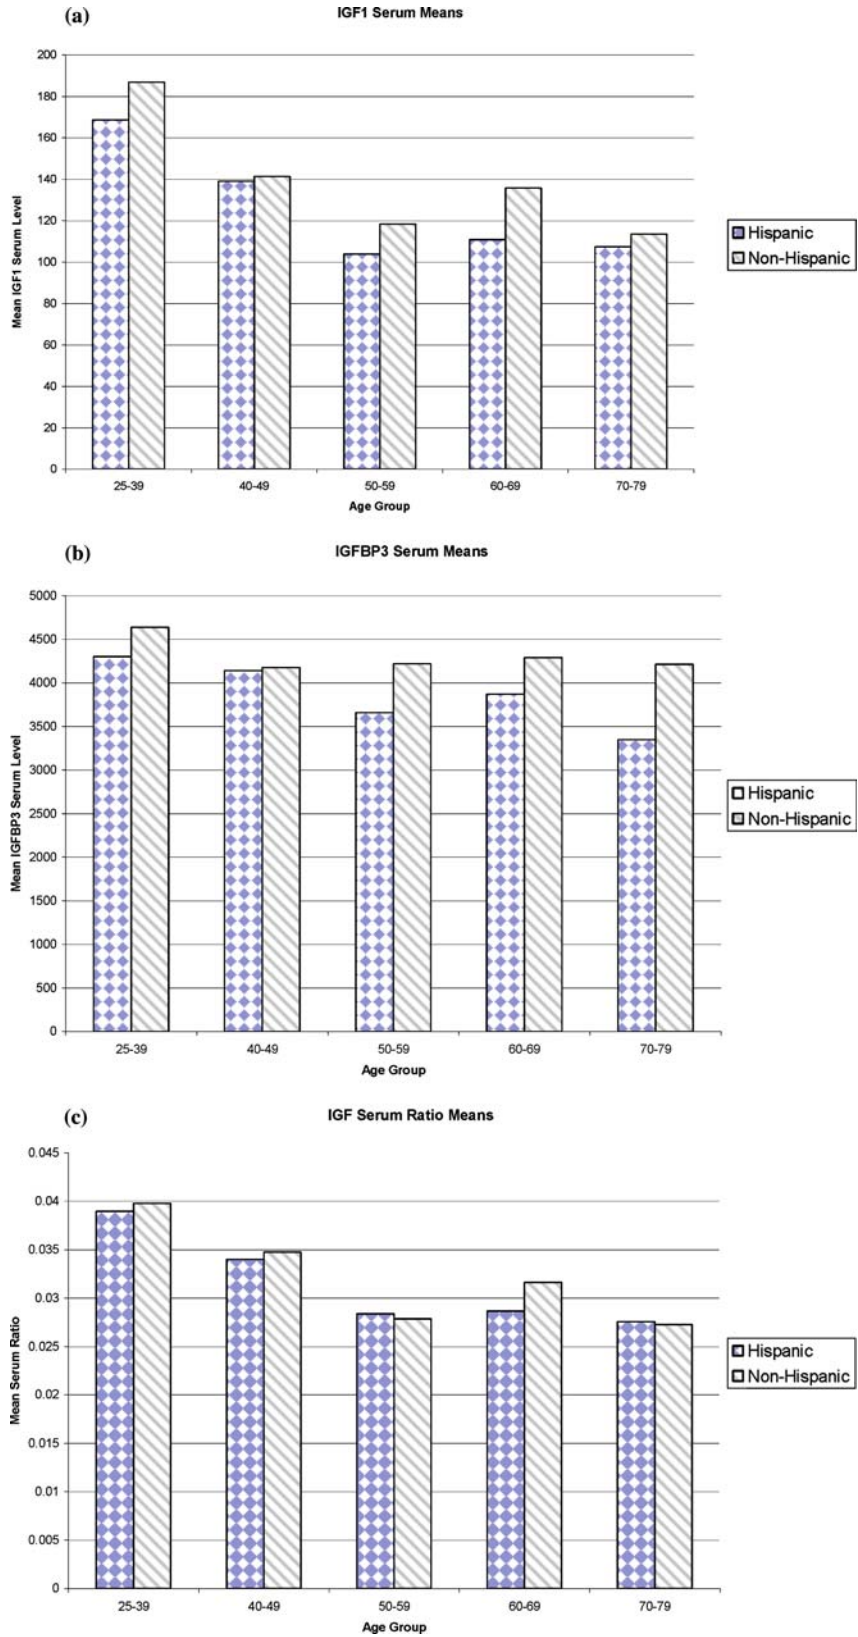 (a)
IGF1 Serum Means
200
180
160
140
120
100
80
60
40
20
0
Mean IGF1 Serum Level
25-39 40-49 50-59 60-69 70-79
Age Group
Hispanic
Non-Hispanic
(b)
IGFBP3 Serum Means
5000
4500
4000
3500
3000
2500
2000
1500
1000
500
0
Mean IGFBP3 Serum Level
25-39 40-49 50-59 60-69 70-79
Age Group
Hispanic
Non-Hispanic
(c)
IGF Serum Ratio Means
0.045
0.04
0.035
0.03
0.025
0.02
0.015
0.01
0.005
0
Mean Serum Ratio
25-39 40-49 50-59 60-69 70-79
Age Group
Hispanic
Non-Hispanic